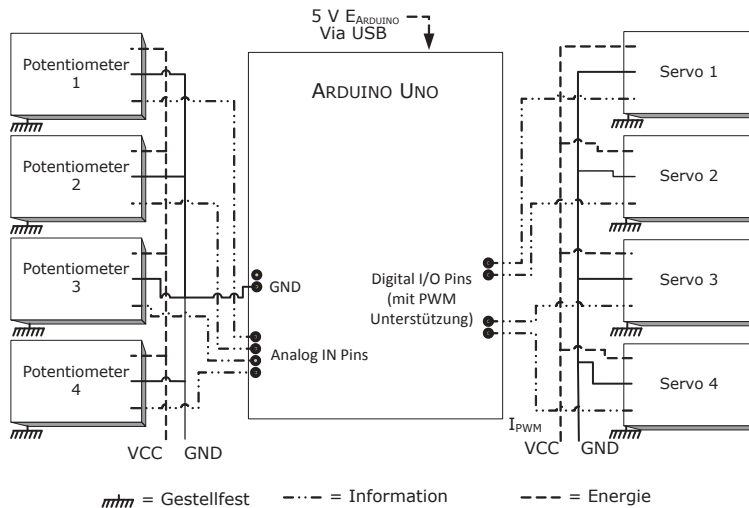 5 V EARDUINO
Via USB
Potentiometer
1
Potentiometer
2
Potentiometer
3
Potentiometer
4
ARDUINO UNO
GND
Analog IN Pins
Digital I/O Pins
(mit PWM
Unterstützung)
Servo 1
Servo 2
Servo 3
Servo 4
IPWM
VCC
GND
VCC
GND
= Gestellfest
= Information
= Energie